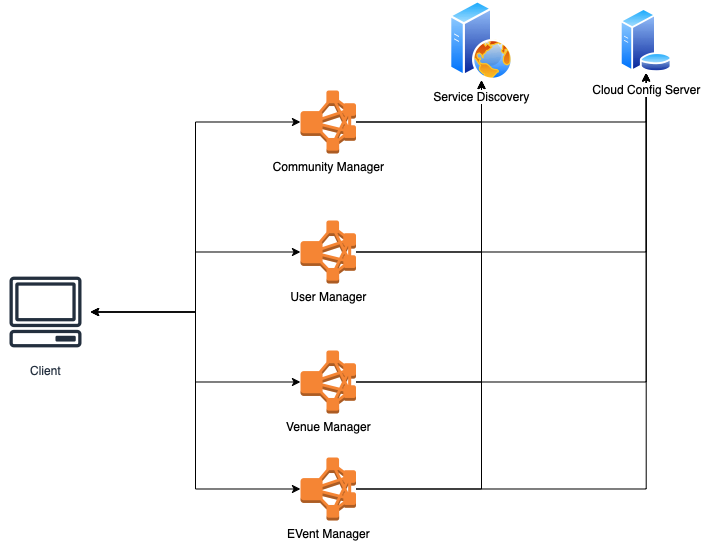 Service Discovery
Cloud Config Server
Community Manager
User Manager
Client
Venue Manager
EVent Manager